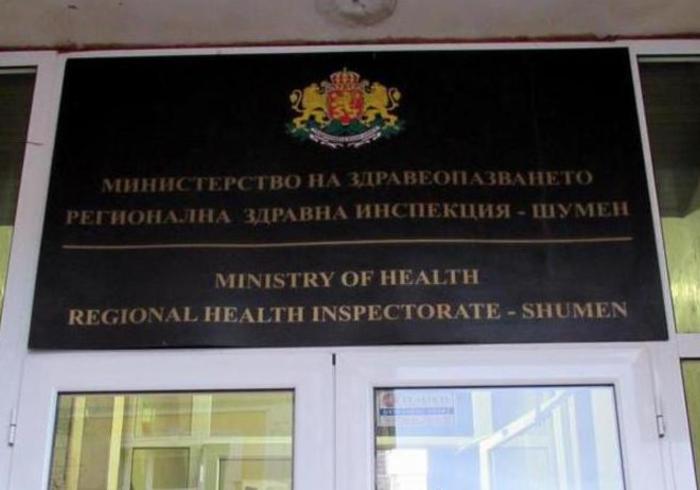 МИНИСТЕРСТВО НА ЗДРАВЕОПАЗВАНЕТО
РЕГИОНАЛНА ЗДРАВНА ИНСПЕКЦИЯ - ШУМЕН
MINISTRY OF HEALTH
REGIONAL HEALTH INSPECTORATE - SHUMEN